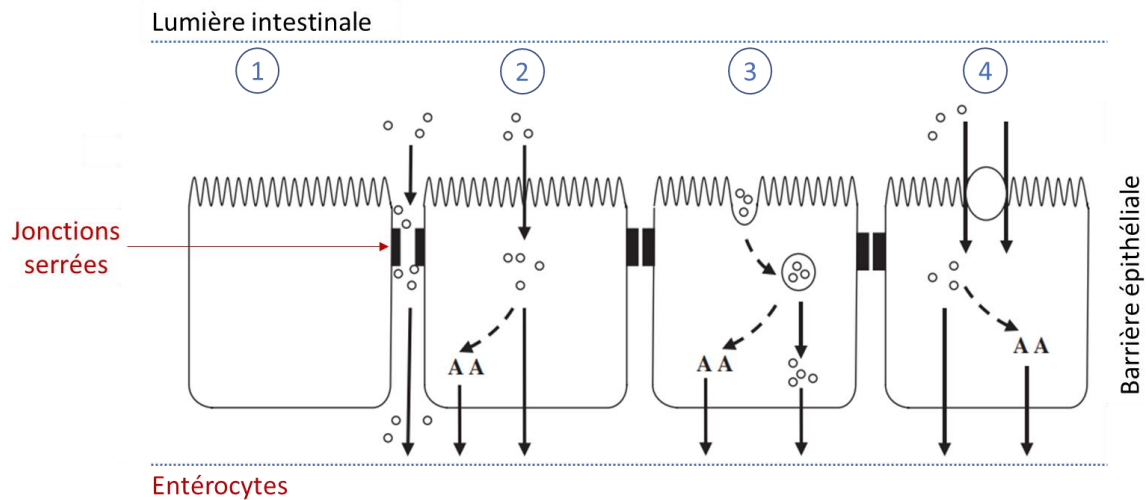 Lumière intestinale
1
2
3
4
Jonctions
serrées
Barrière épithéliale
A A
A A
A A
Entérocytes